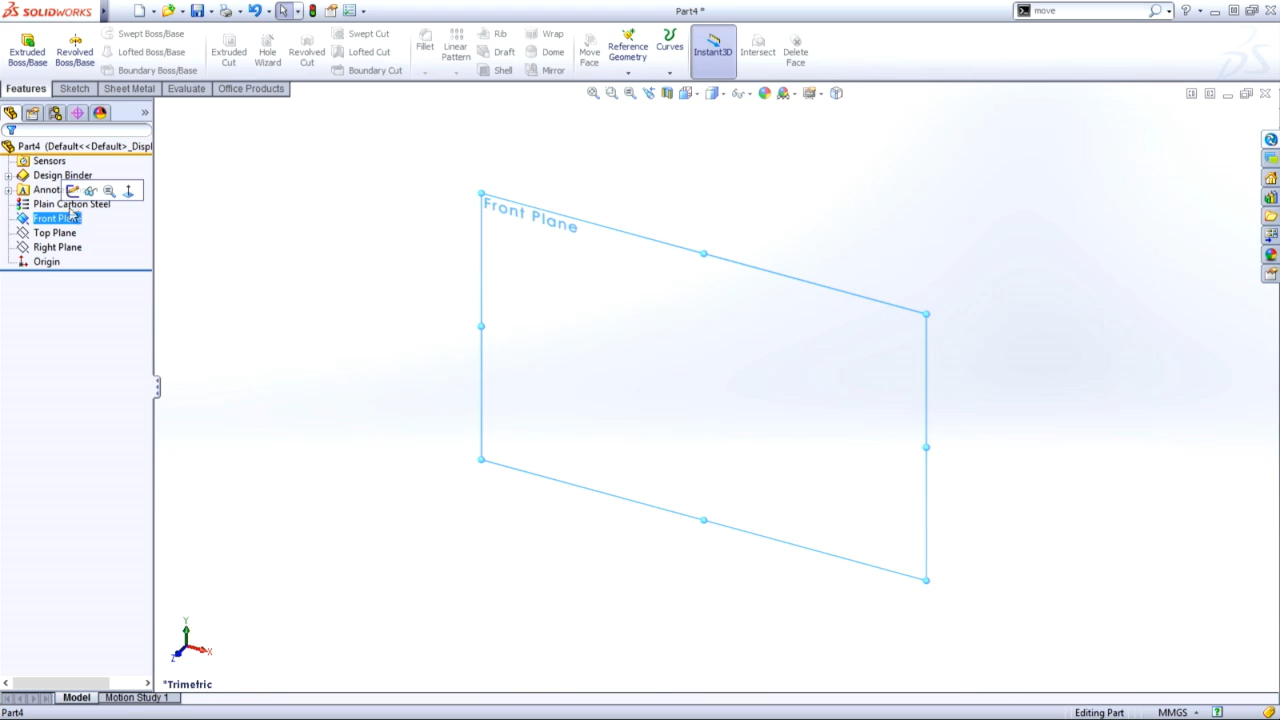 SOLIDWORKS
Part4 *
move
Extruded Boss/Base
Revolved Boss/Base
Swept Boss/Base
Lofted Boss/Base
Boundary Boss/Base
Extruded Cut
Hole Wizard
Revolved Cut
Swept Cut
Lofted Cut
Boundary Cut
Fillet
Linear Pattern
Rib
Draft
Shell
Wrap
Dome
Mirror
Move Face
Reference Geometry
Curves
Instant3D
Intersect
Delete Face
Features
Sketch
Sheet Metal
Evaluate
Office Products
Part4 (Default<<Default>_Displ
Sensors
Design Binder
Annot
Plain Carbon Steel
Front Plane
Top Plane
Right Plane
Origin
Front Plane
Y
X
Z
*Trimetric
Model
Motion Study 1
Part4
Editing Part
MMGS